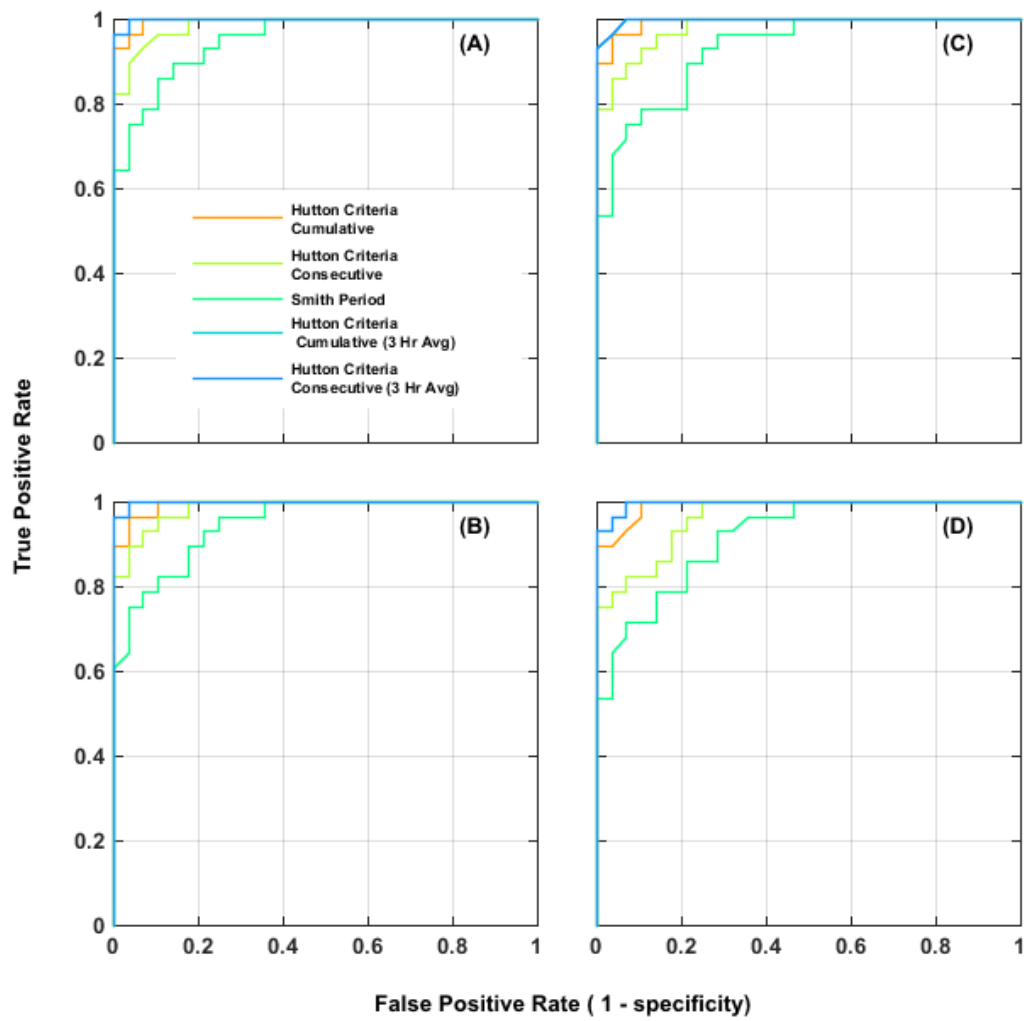 1
0.8
0.6
0.4
0.2
0
(A)
Hutton Criteria
Cumulative
Hutton Criteria
Consecutive
Smith Period
Hutton Criteria
Cumulative (3 Hr Avg)
Hutton Criteria
Consecutive (3 Hr Avg)
(C)
True Positive Rate
1
0.8
0.6
0.4
0.2
0
(B)
0 0.2 0.4 0.6 0.8 1
(D)
0 0.2 0.4 0.6 0.8 1
False Positive Rate ( 1 - specificity)